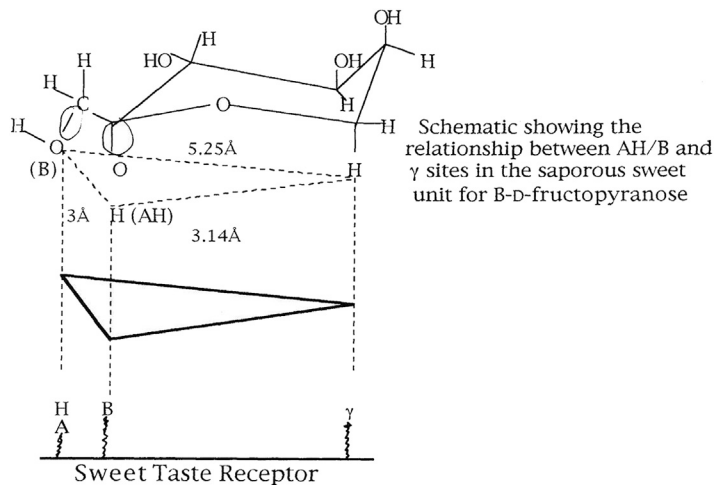 OH
H
HO
OH
H
H
H
C
O
H
H
H
O
(B)
O
5.25Å
H
Schematic showing the
relationship between AH/B and
γ sites in the saporous sweet
unit for B-D-fructopyranose
3Å
H (AH)
3.14Å
H
A
B
γ
Sweet Taste Receptor